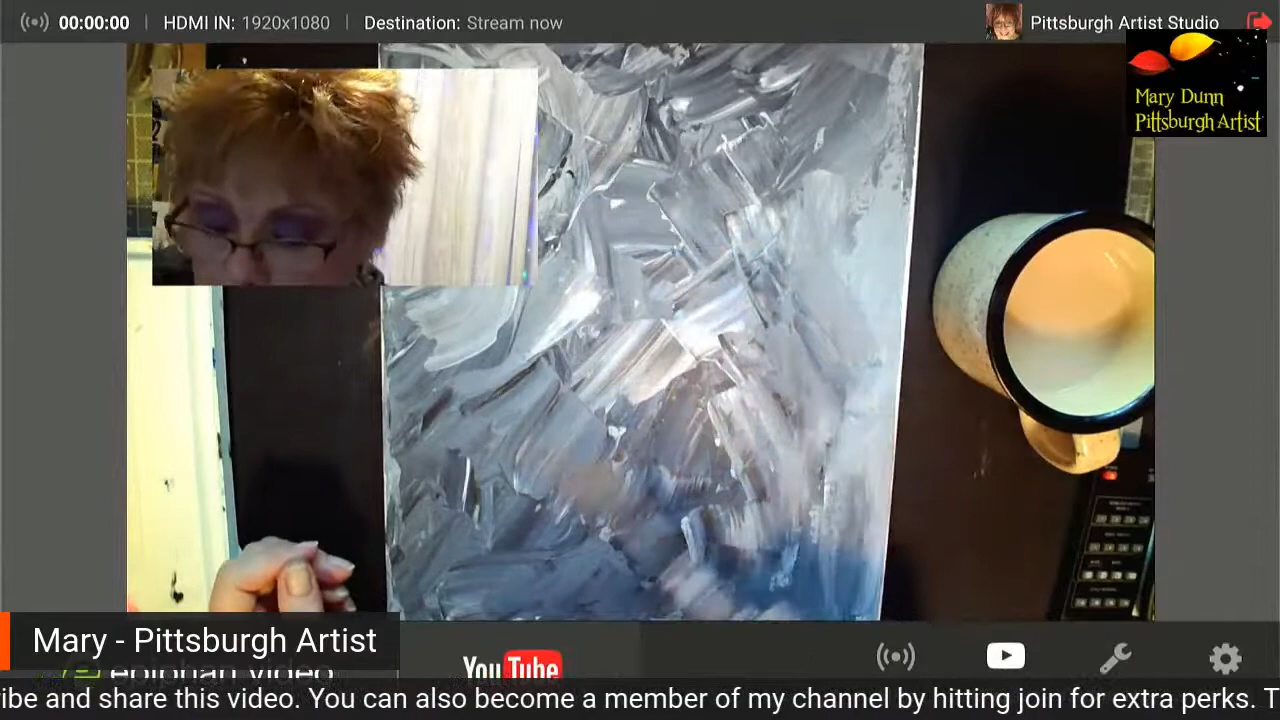 00:00:00 | HDMI IN: 1920x1080 | Destination: Stream now
Pittsburgh Artist Studio
Mary Dunn
Pittsburgh Artist
Mary - Pittsburgh Artist
epiphan video
YouTube
ibe and share this video. You can also become a member of my channel by hitting join for extra perks. T